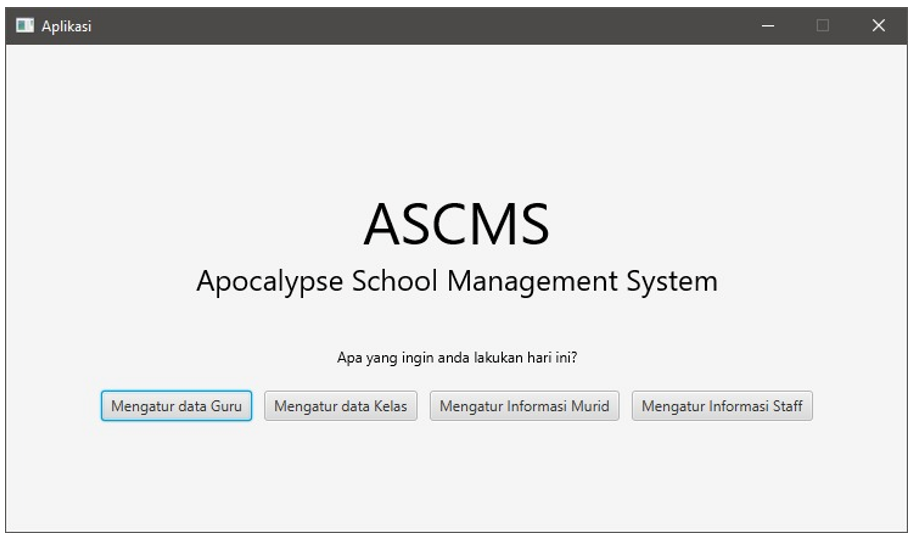 Aplikasi
ASCMS
Apocalypse School Management System
Apa yang ingin anda lakukan hari ini?
Mengatur data Guru Mengatur data Kelas Mengatur Informasi Murid Mengatur Informasi Staff